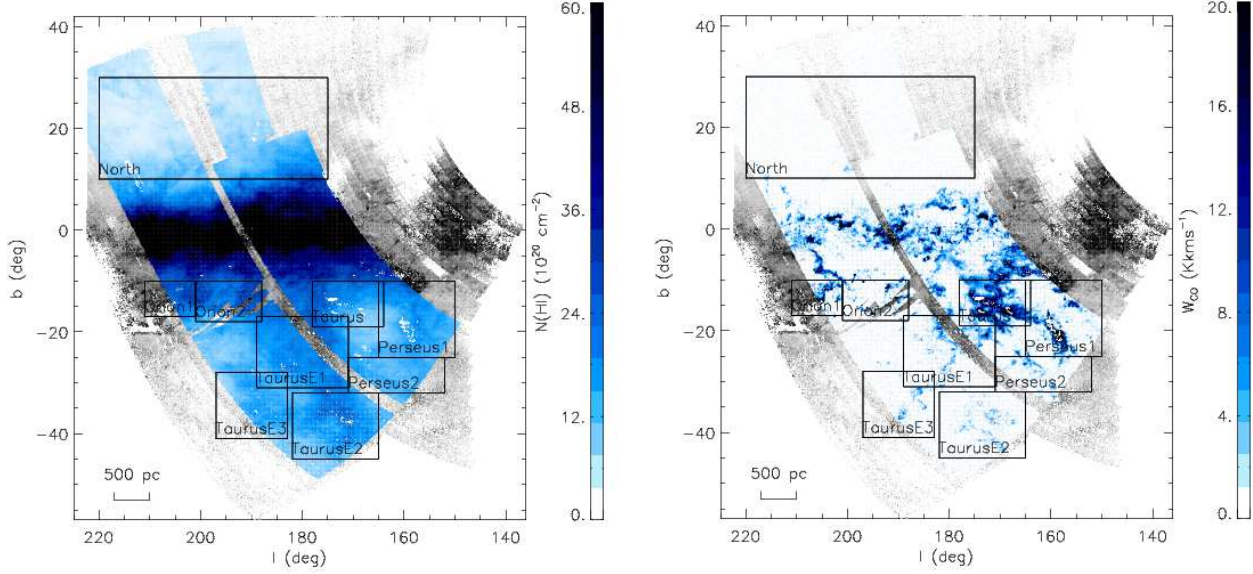 60.
48.
36.
24.
12.
0.
N(HI) (10²⁰ cm⁻²)
40
20
0
-20
-40
b (deg)
North
Orion1
Orion2
Taurus
Perseus1
TaurusE1
Perseus2
TaurusE3
TaurusE2
500 pc
220 200 180 160 140
l (deg)
20.
16.
12.
8.
4.
0.
W_CO (Kkms⁻¹)
40
20
0
-20
-40
b (deg)
North
Orion1
Orion2
Perseus1
TaurusE1
Perseus2
TaurusE3
TaurusE2
500 pc
220 200 180 160 140
l (deg)